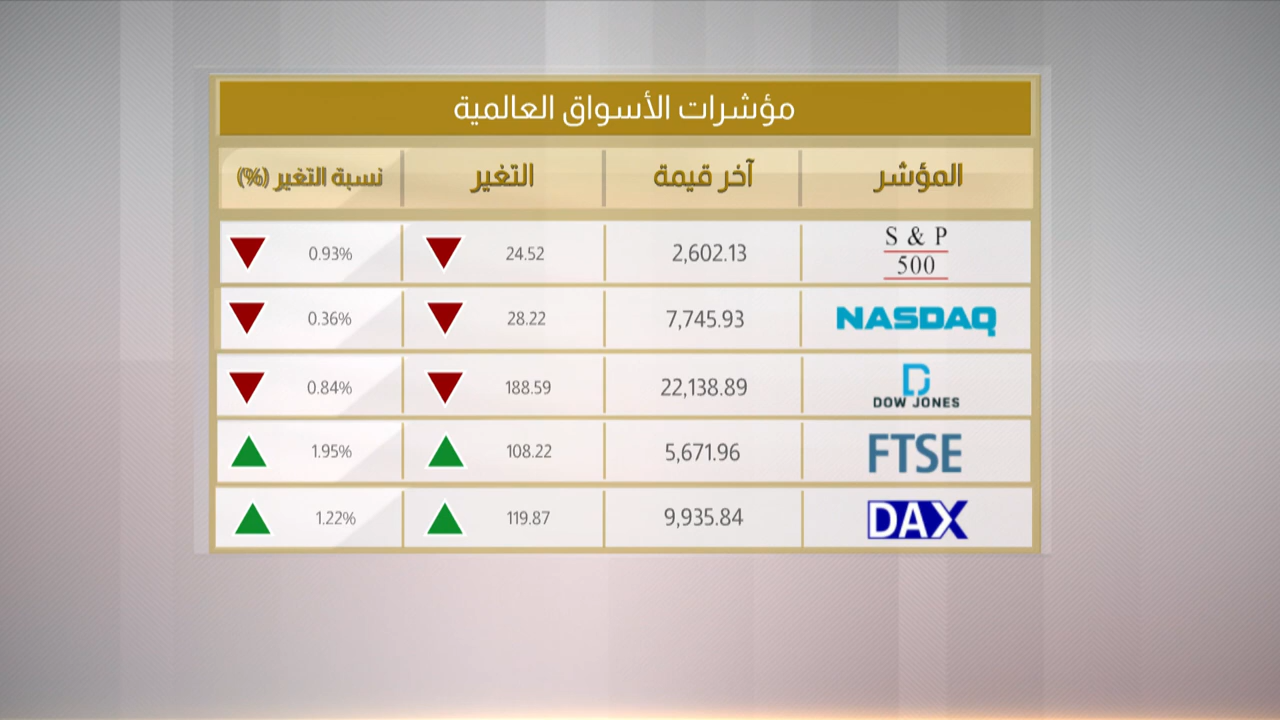 مؤشرات الأسواق العالمية
المؤشر آخر قيمة التغير نسبة التغير (%)
S & P
500 2,602.13 24.52 0.93%
NASDAQ 7,745.93 28.22 0.36%
DOW JONES 22,138.89 188.59 0.84%
FTSE 5,671.96 108.22 1.95%
DAX 9,935.84 119.87 1.22%